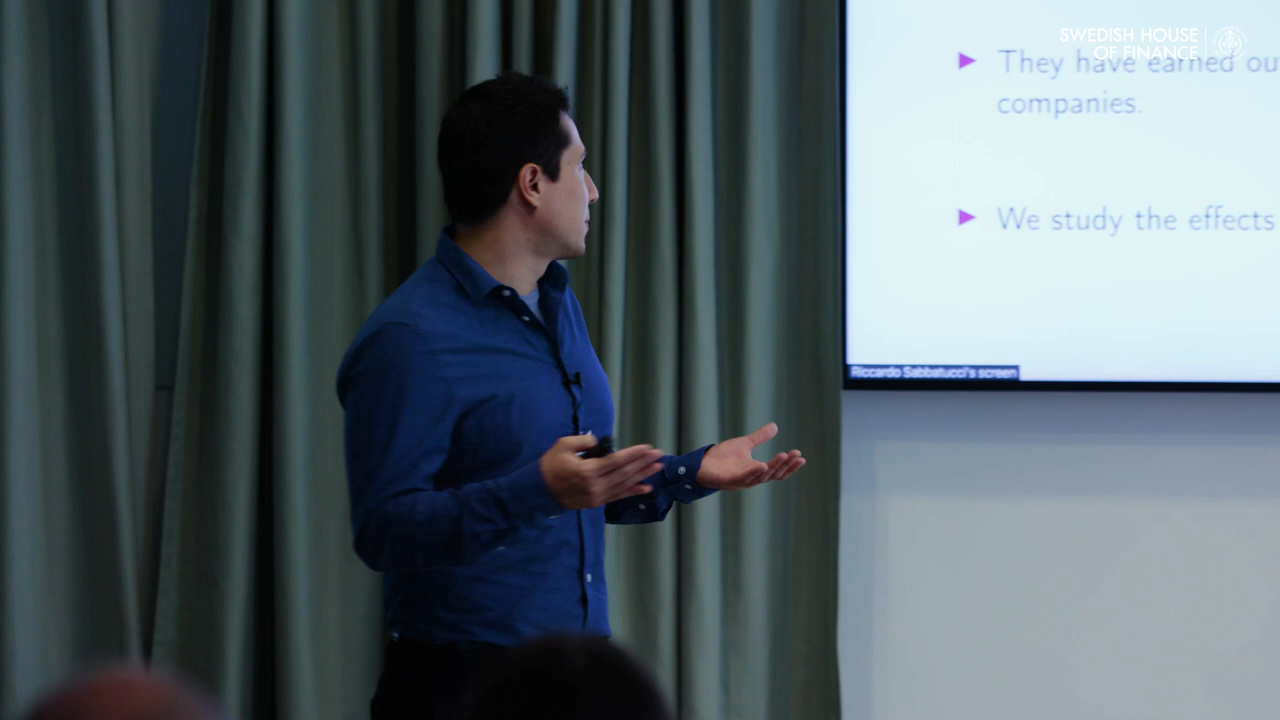 SWEDISH HOUSE
OF FINANCE
They have earned ou
companies.
We study the effects
Riccardo Sabbatucci's screen